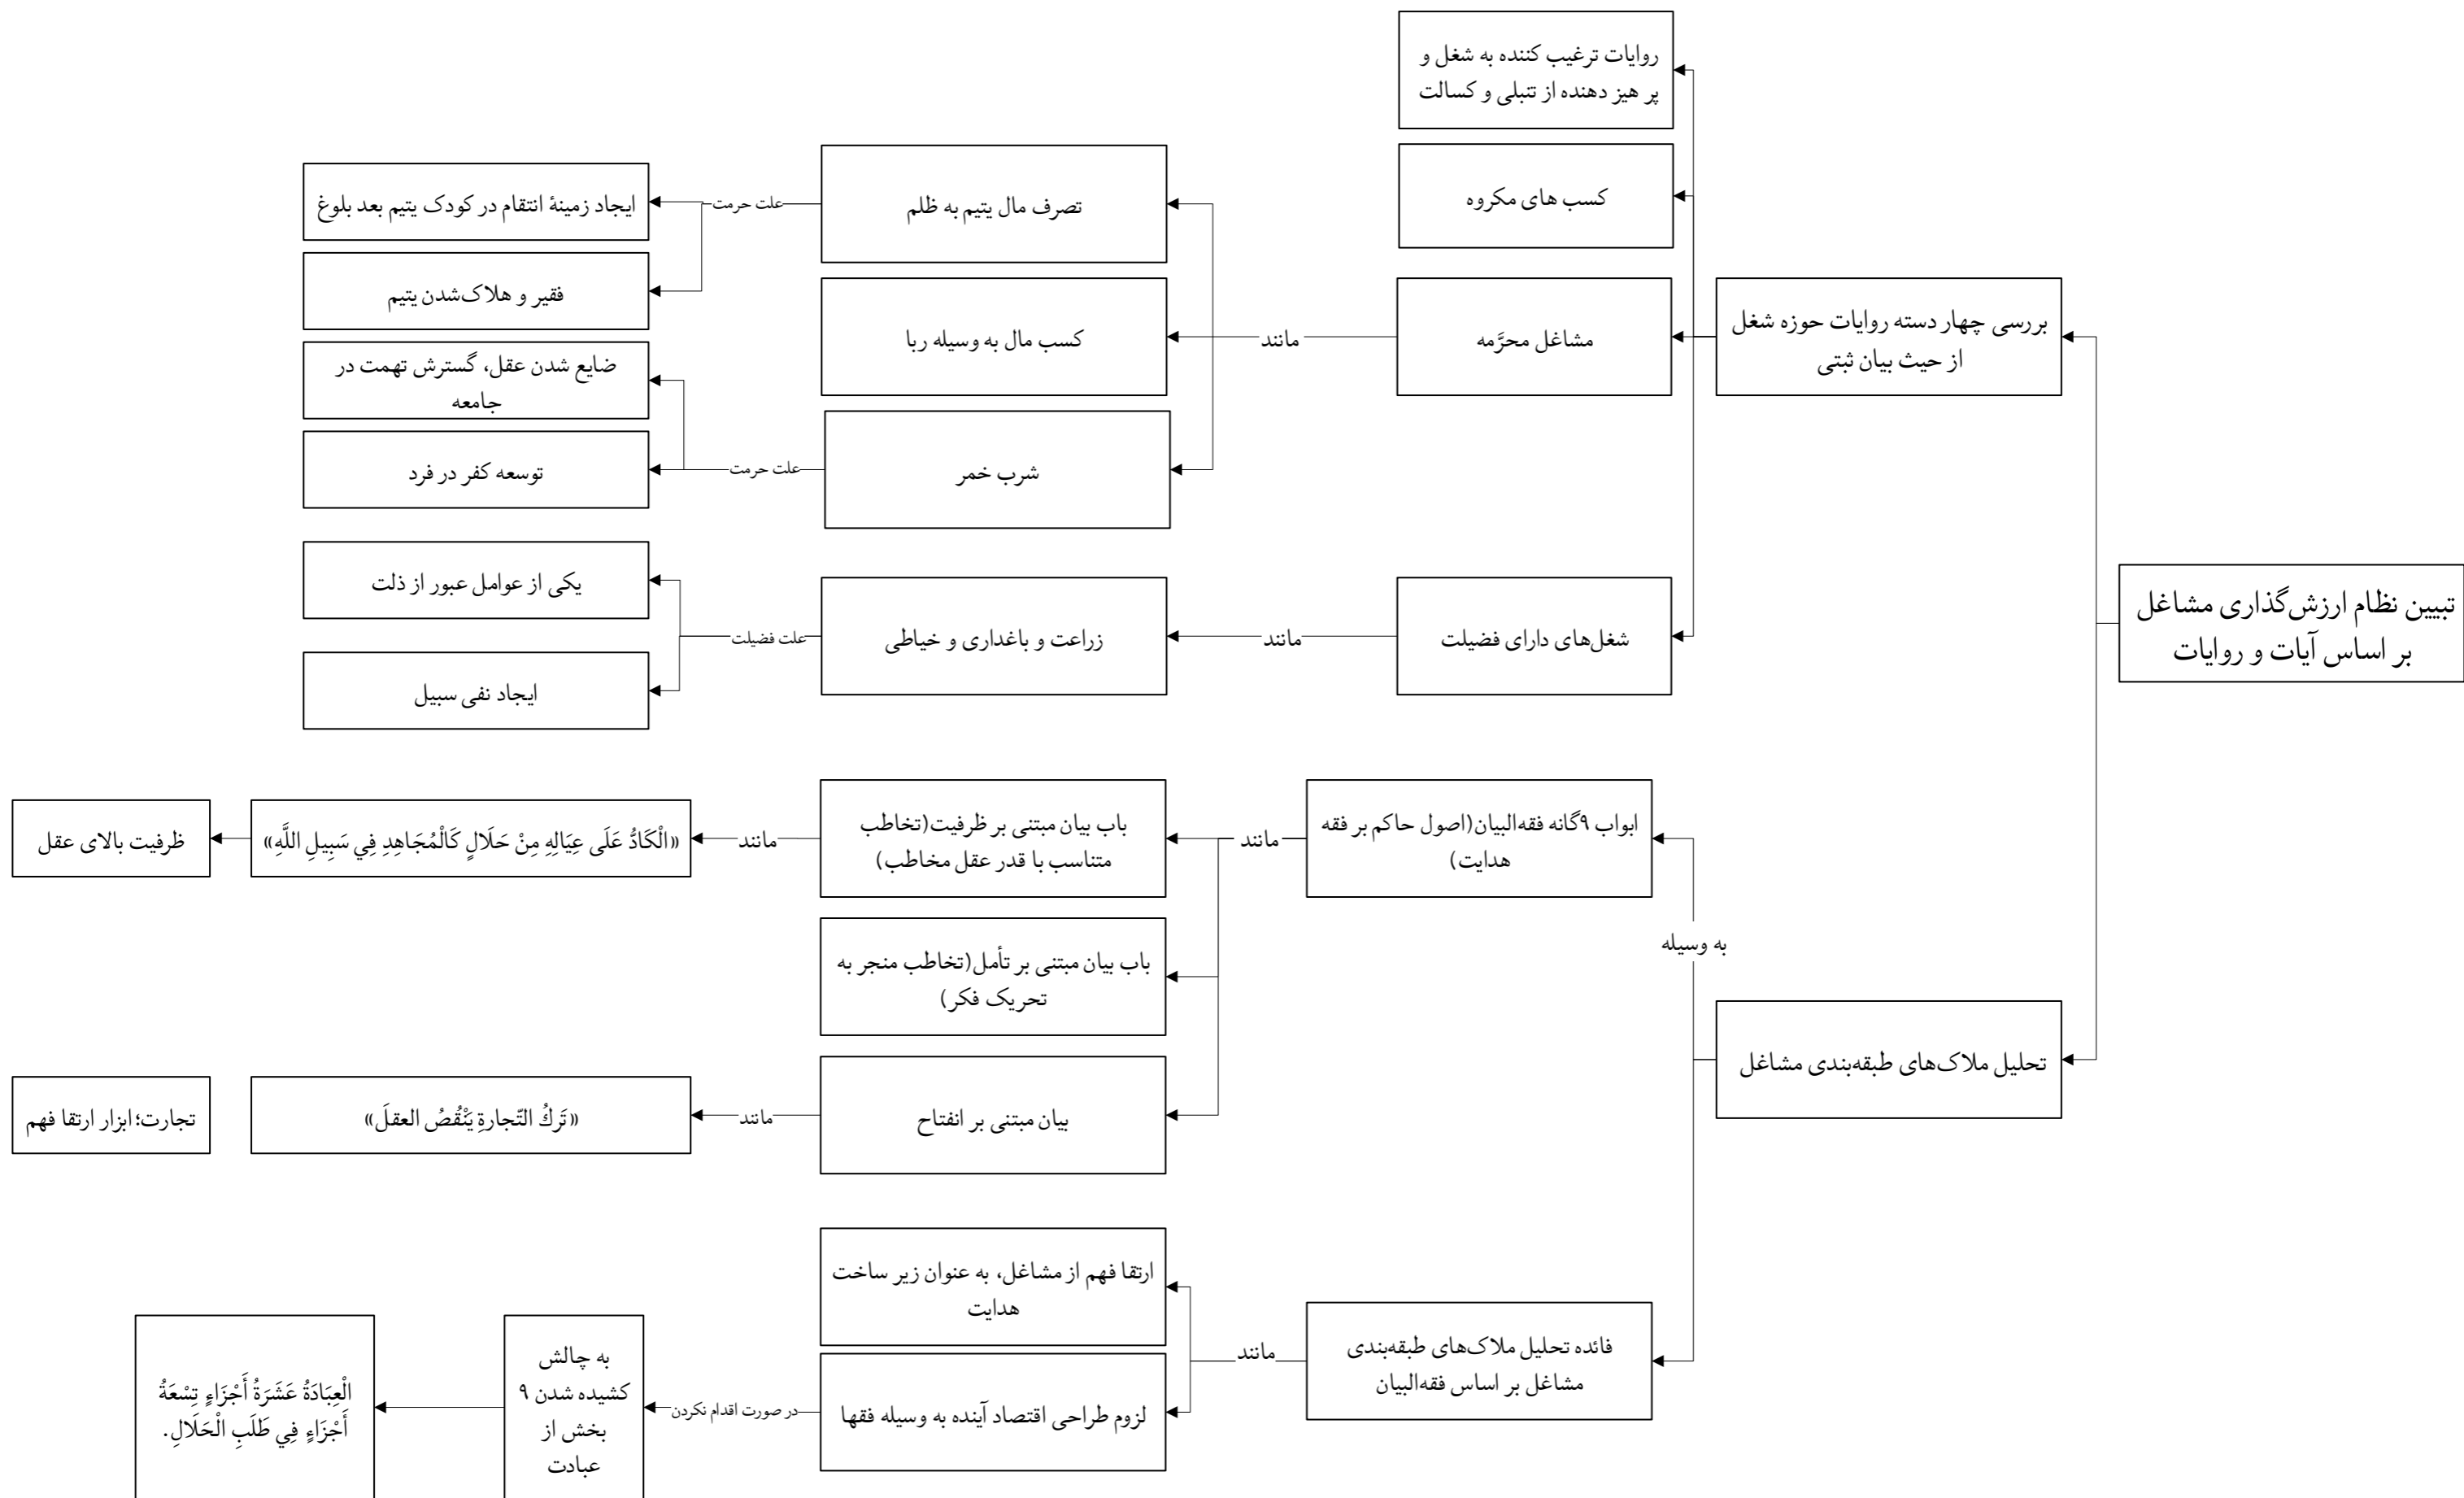 تبیین نظام ارزش‌گذاری مشاغل
بر اساس آیات و روایات
بررسی چهار دسته روایات حوزه شغل
از حیث بیان ثبتی
روایات ترغیب کننده به شغل و
پر هیز دهنده از تنبلی و کسالت
کسب های مکروه
مشاغل محرَّمه
مانند
تصرف مال یتیم به ظلم
علت حرمت
ایجاد زمینهٔ انتقام در کودک یتیم بعد بلوغ
فقیر و هلاک‌شدن یتیم
کسب مال به وسیله ربا
شرب خمر
علت حرمت
ضایع شدن عقل، گسترش تهمت در
جامعه
توسعه کفر در فرد
شغل‌های دارای فضیلت
مانند
زراعت و باغداری و خیاطی
علت فضیلت
یکی از عوامل عبور از ذلت
ایجاد نفی سبیل
تحلیل ملاک‌های طبقه‌بندی مشاغل
به وسیله
ابواب ۹گانه فقه‌البیان(اصول حاکم بر فقه
هدایت)
مانند
باب بیان مبتنی بر ظرفیت(تخاطب
متناسب با قدر عقل مخاطب)
مانند
«الْكَادُّ عَلَى عِيَالِهِ مِنْ حَلَالٍ كَالْمُجَاهِدِ فِي سَبِيلِ اللَّهِ»
ظرفیت بالای عقل
باب بیان مبتنی بر تأمل(تخاطب منجر به
تحریک فکر)
بیان مبتنی بر انفتاح
مانند
«تَركُ التّجارةِ يَنْقُصُ العقلَ»
تجارت؛ ابزار ارتقا فهم
فائده تحلیل ملاک‌های طبقه‌بندی
مشاغل بر اساس فقه‌البیان
مانند
ارتقا فهم از مشاغل، به عنوان زیر ساخت
هدایت
لزوم طراحی اقتصاد آینده به وسیله فقها
در صورت اقدام نکردن
به چالش
کشیده شدن ۹
بخش از
عبادت
الْعِبَادَةُ عَشَرَةُ أَجْزَاءٍ تِسْعَةُ
أَجْزَاءٍ فِي طَلَبِ الْحَلَالِ.